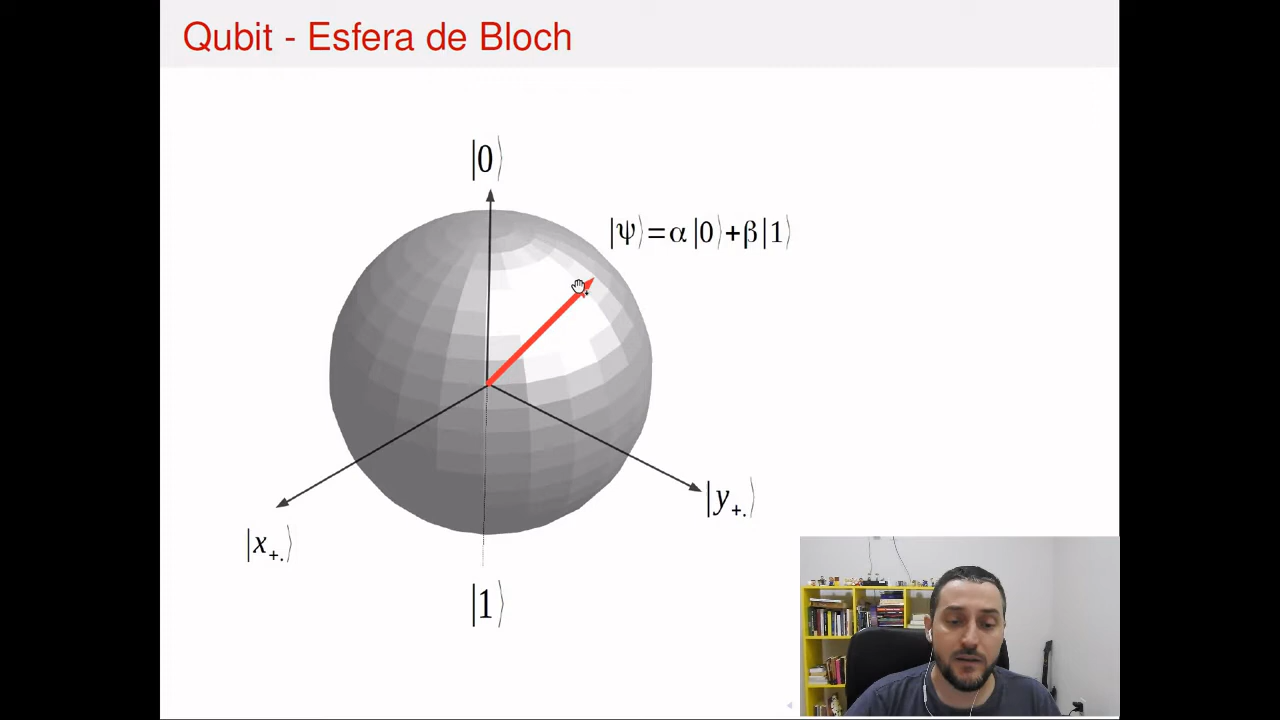 Qubit - Esfera de Bloch
|0⟩
|ψ⟩=α|0⟩+β|1⟩
|y₊.⟩
|x₊.⟩
|1⟩